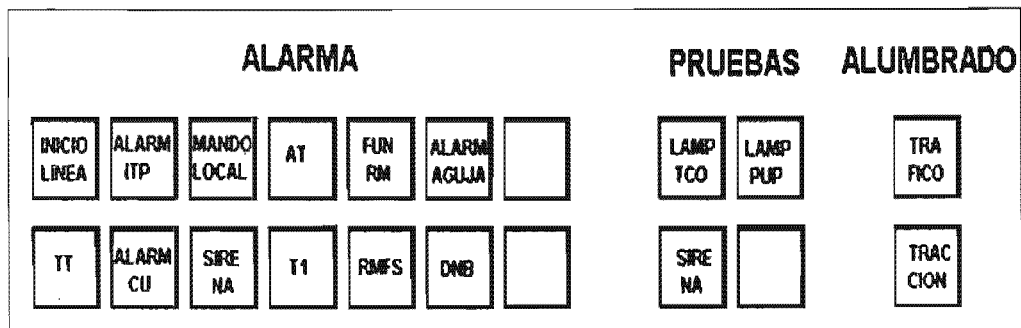 ALARMA
PRUEBAS
ALUMBRADO
INICIO
LINEA
ALARM
ITP
MANDO
LOCAL
AT
FUN
RM
ALARM
AGUJA
LAMP
TCO
LAMP
PUP
TRA
FICO
TT
ALARM
CU
SIRE
NA
T1
RMFS
DNB
SIRE
NA
TRAC
CION